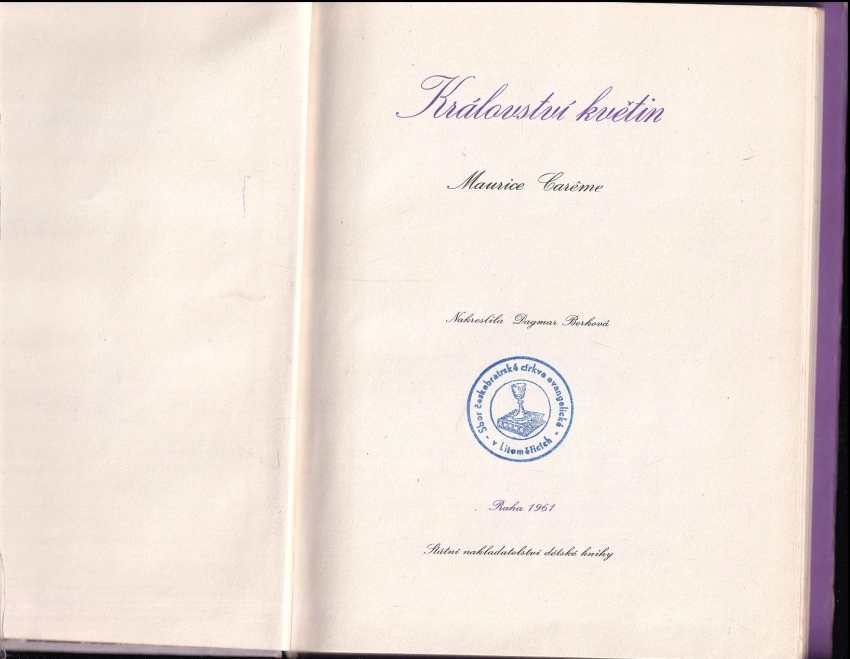 Království květin
Maurice Carême
Nakreslila Dagmar Berková
Sbor českobratrské církve evangelické
- v Litoměřicích -
Praha 1961
Státní nakladatelství dětské knihy